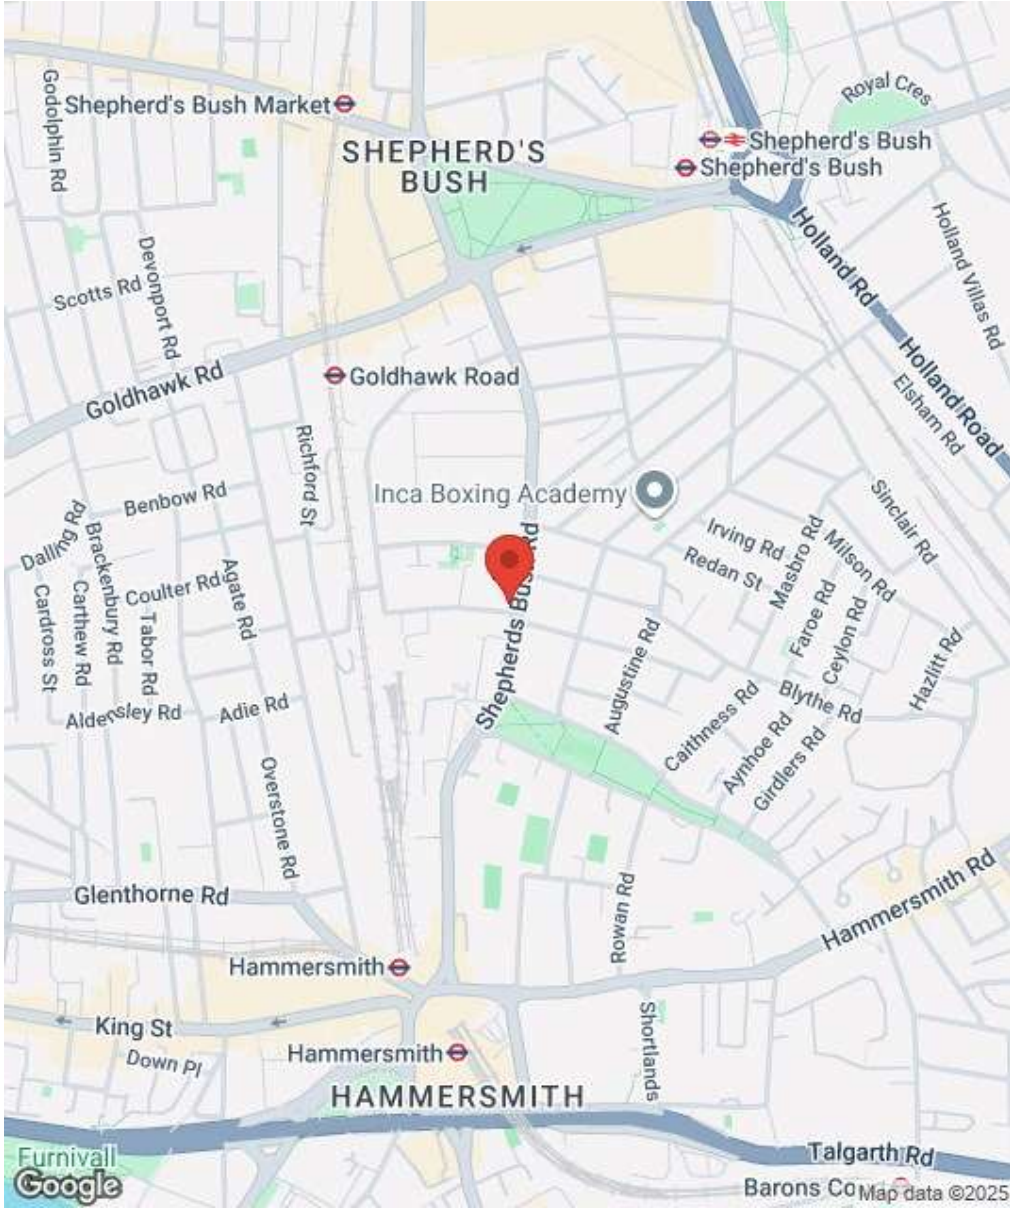 Royal Cres
Godolphin Rd
Shepherd's Bush Market
SHEPHERD'S
BUSH
Shepherd's Bush
Shepherd's Bush
Holland Rd
Holland Villas Rd
Devonport Rd
Scotts Rd
Goldhawk Rd
Goldhawk Road
Holland Road
Elsham Rd
Richford St
Benbow Rd
Inca Boxing Academy
Sinclair Rd
Dalling Rd
Brackenbury Rd
Irving Rd
Masbro Rd
Milson Rd
Redan St
Shepherds Bush Rd
Cardross St
Carthew Rd
Coulter Rd
Tabor Rd
Agate Rd
Faroe Rd
Ceylon Rd
Hazlitt Rd
Augustine Rd
Aldensley Rd
Adie Rd
Caithness Rd
Blythe Rd
Aynhoe Rd
Girdlers Rd
Overstone Rd
Glenthorne Rd
Rowan Rd
Hammersmith Rd
Hammersmith
King St
Down Pl
Hammersmith
Shortlands
HAMMERSMITH
Talgarth Rd
Furnivall
Google
Barons Co
Map data ©2025